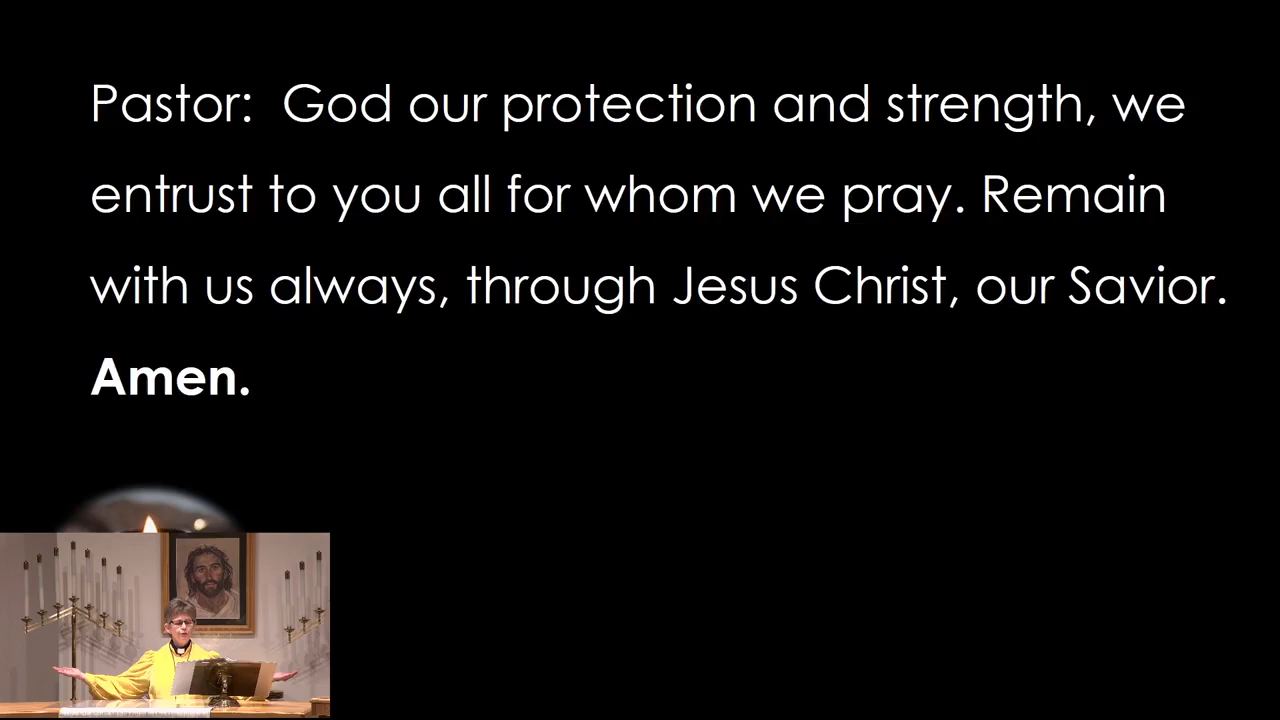 Pastor:  God our protection and strength, we
entrust to you all for whom we pray. Remain
with us always, through Jesus Christ, our Savior.
Amen.